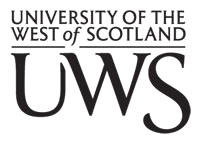 UNIVERSITY OF THE
WEST of SCOTLAND
UWS